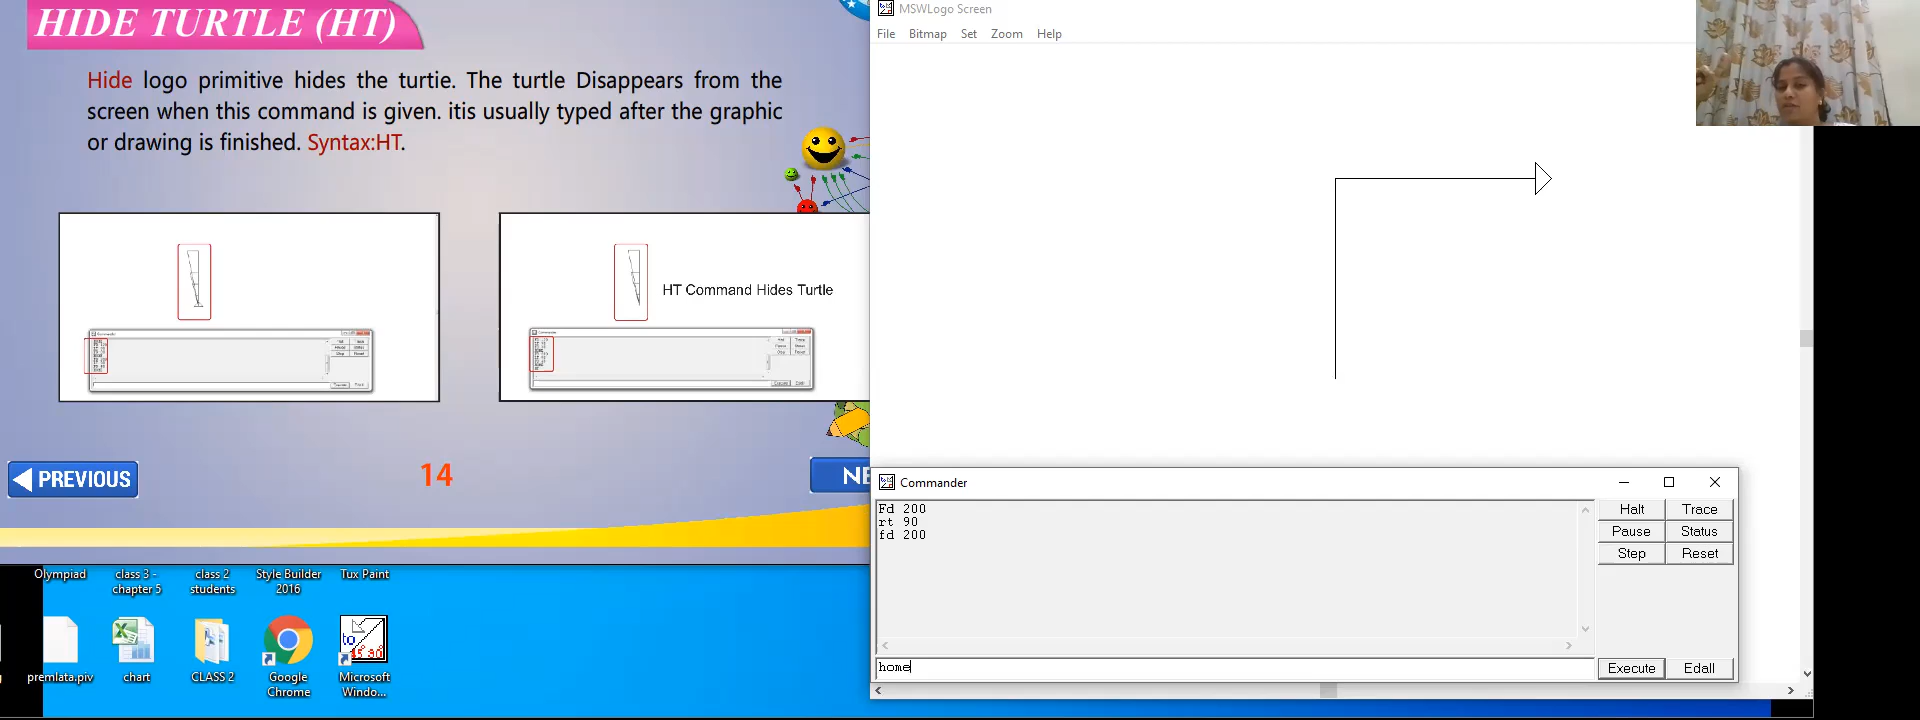 HIDE TURTLE (HT)
Hide logo primitive hides the turtie. The turtle Disappears from the
screen when this command is given. itis usually typed after the graphic
or drawing is finished. Syntax:HT.
HT Command Hides Turtle
PREVIOUS
14
NE
Olympiad
class 3 -
chapter 5
class 2
students
Style Builder
2016
Tux Paint
premlata.piv
chart
CLASS 2
Google
Chrome
Microsoft
Windo...
MSWLogo Screen
File Bitmap Set Zoom Help
Commander
Fd 200
rt 90
fd 200
home
Halt Trace
Pause Status
Step Reset
Execute Edall